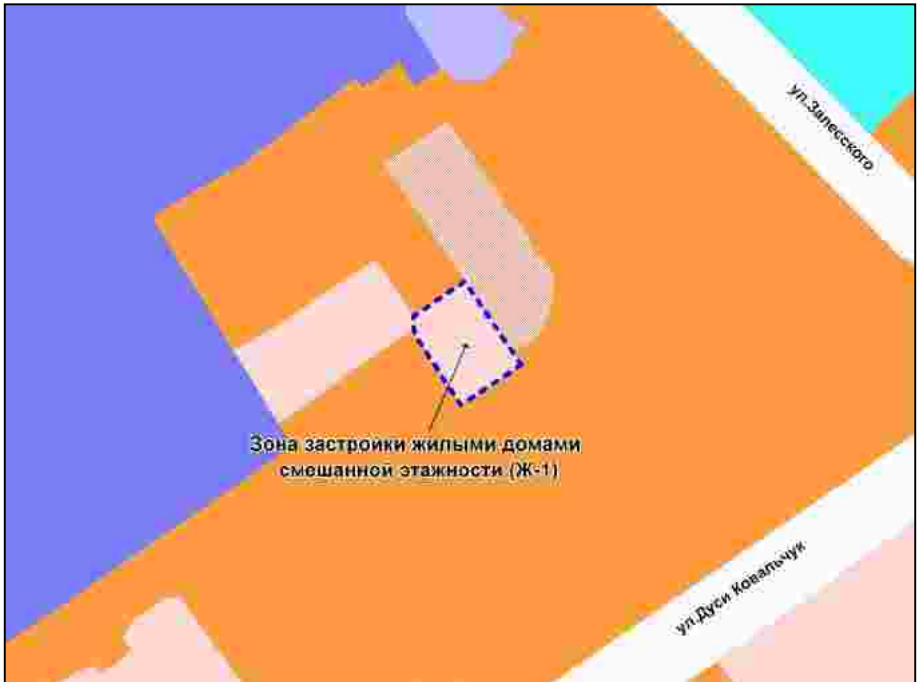 ул.Залесского
Зона застройки жилыми домами
смешанной этажности (Ж-1)
ул.Дуси Ковальчук